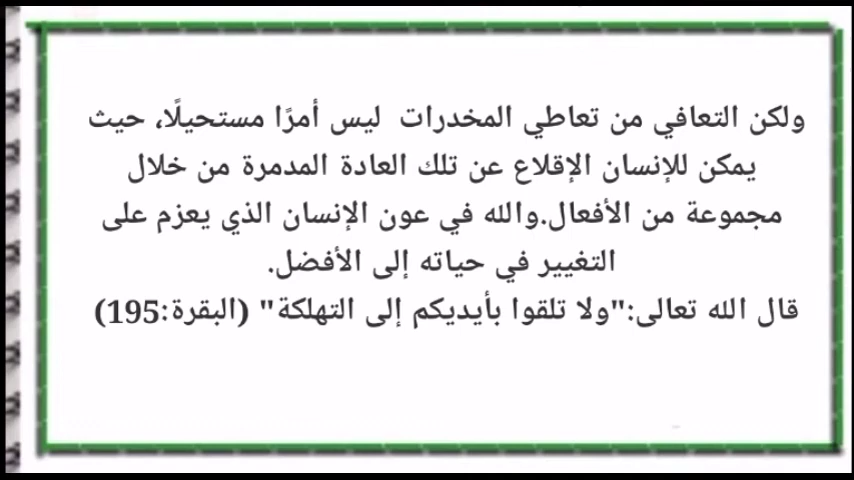 ولكن التعافي من تعاطي المخدرات ليس أمرًا مستحيلًا، حيث
يمكن للإنسان الإقلاع عن تلك العادة المدمرة من خلال
مجموعة من الأفعال.والله في عون الإنسان الذي يعزم على
التغيير في حياته إلى الأفضل.
قال الله تعالى:"ولا تلقوا بأيديكم إلى التهلكة" (البقرة:195)